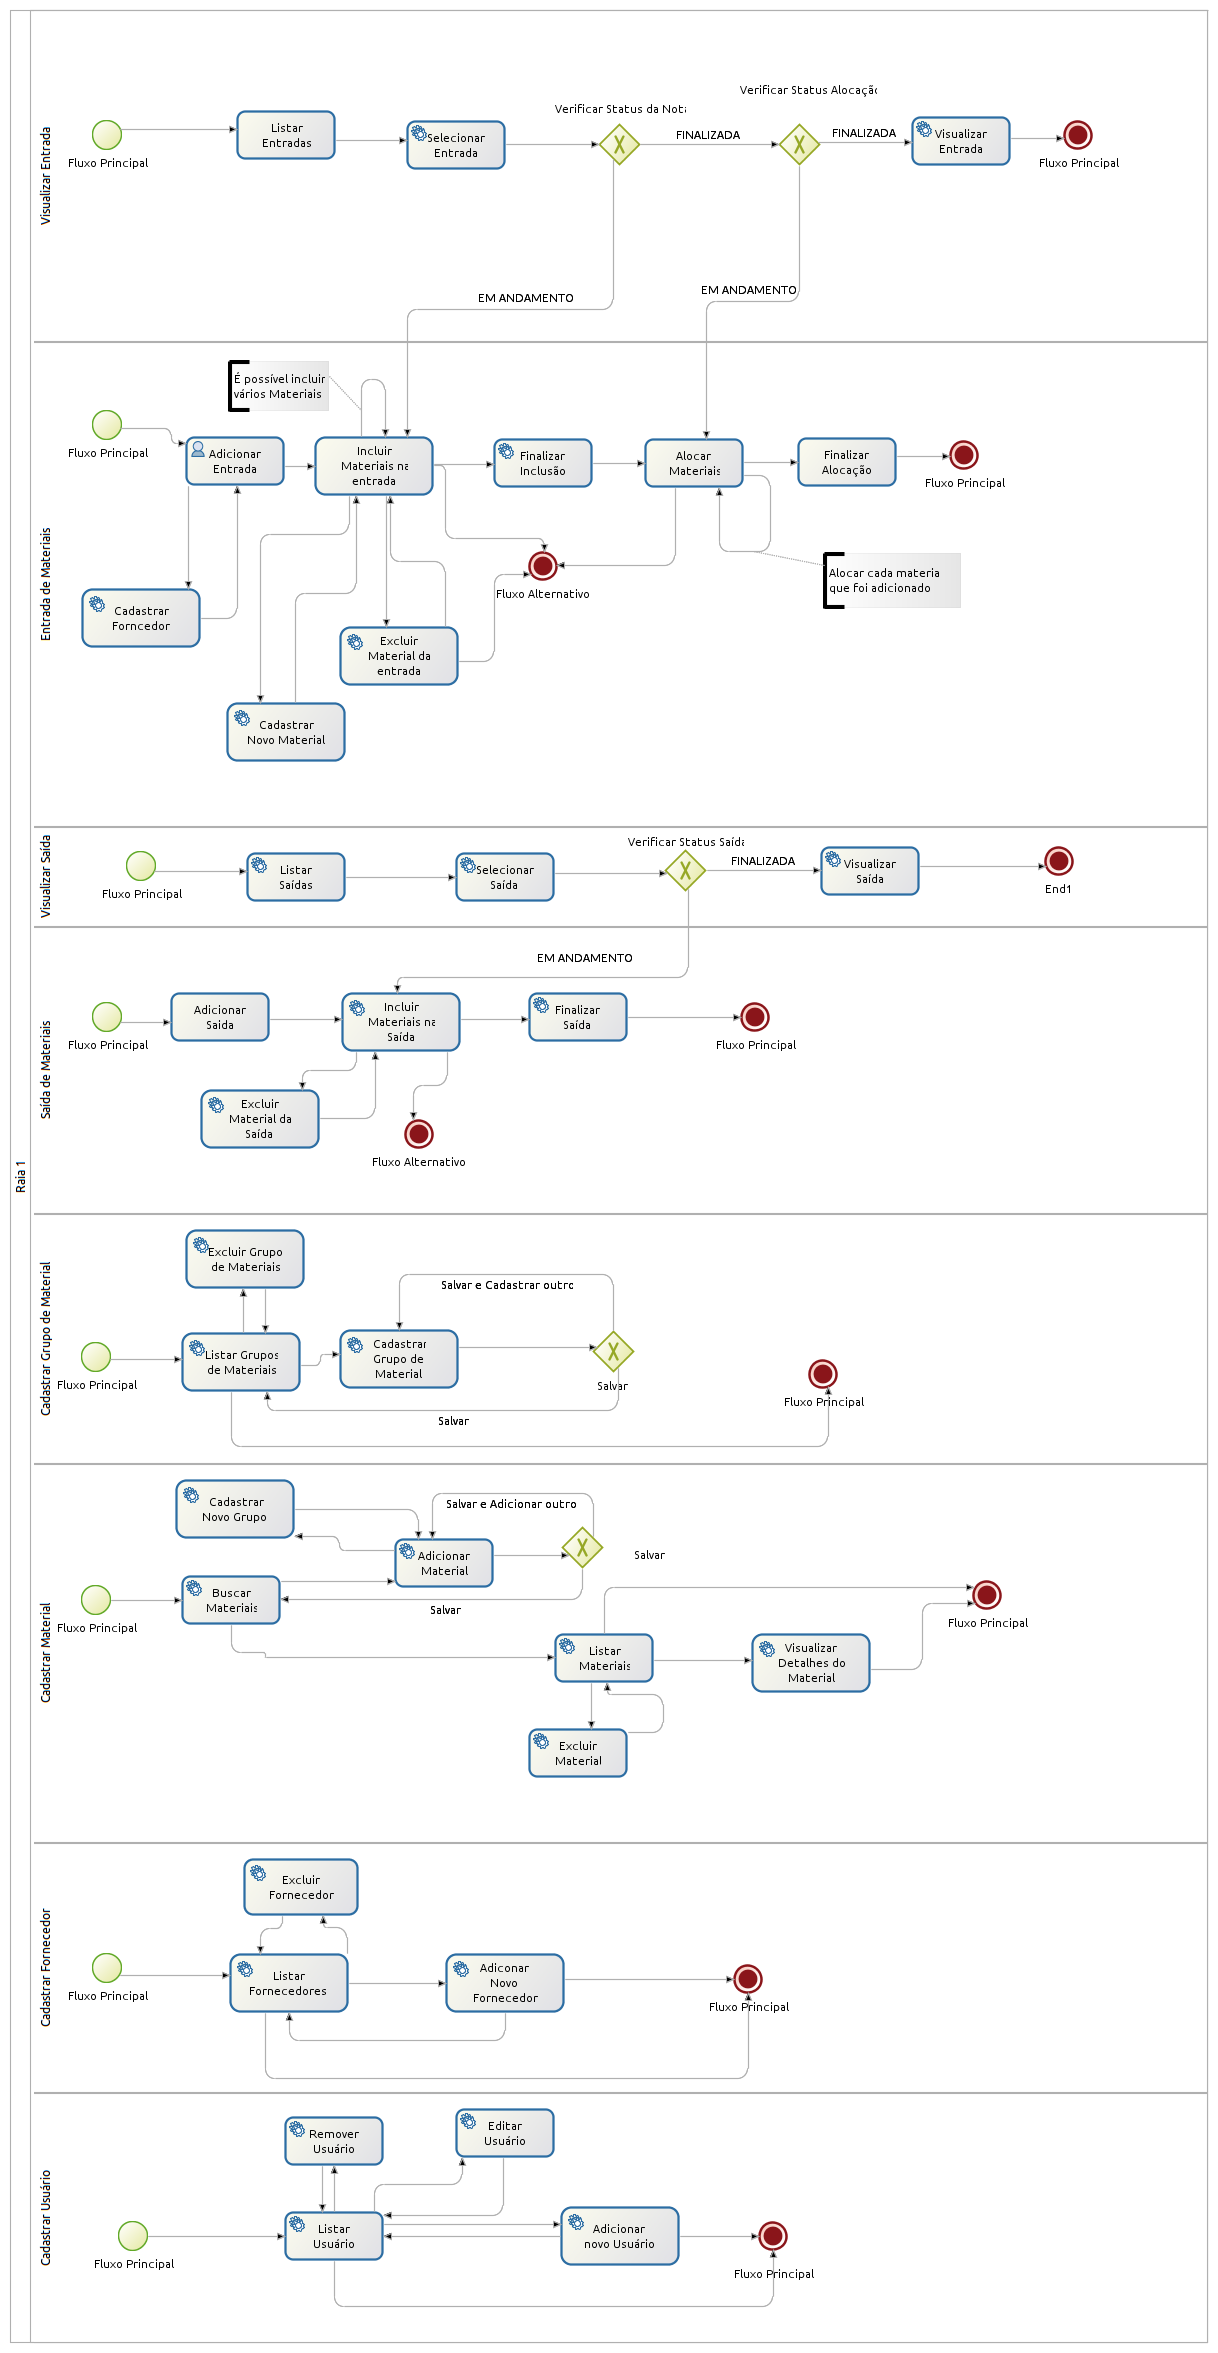 Raia 1
Visualizar Entrada
Verificar Status da Nota
Verificar Status Alocação
Fluxo Principal
Listar
Entradas
Selecionar
Entrada
FINALIZADA
FINALIZADA
Visualizar
Entrada
Fluxo Principal
EM ANDAMENTO
EM ANDAMENTO
Entrada de Materiais
É possível incluir
vários Materiais
Fluxo Principal
Adicionar
Entrada
Incluir
Materiais na
entrada
Finalizar
Inclusão
Alocar
Materiais
Finalizar
Alocação
Fluxo Principal
Fluxo Alternativo
Alocar cada materia
que foi adicionado
Cadastrar
Forncedor
Excluir
Material da
entrada
Cadastrar
Novo Material
Visualizar Saída
Verificar Status Saída
Fluxo Principal
Listar
Saídas
Selecionar
Saída
FINALIZADA
Visualizar
Saída
End1
Saída de Materiais
EM ANDAMENTO
Fluxo Principal
Adicionar
Saida
Incluir
Materiais na
Saída
Finalizar
Saída
Fluxo Principal
Excluir
Material da
Saída
Fluxo Alternativo
Cadastrar Grupo de Material
Excluir Grupo
de Materiais
Salvar e Cadastrar outro
Fluxo Principal
Listar Grupos
de Materiais
Cadastrar
Grupo de
Material
Salvar
Salvar
Fluxo Principal
Cadastrar Material
Cadastrar
Novo Grupo
Salvar e Adicionar outro
Adicionar
Material
Salvar
Fluxo Principal
Buscar
Materiais
Salvar
Listar
Materiais
Visualizar
Detalhes do
Material
Fluxo Principal
Excluir
Material
Cadastrar Fornecedor
Excluir
Fornecedor
Fluxo Principal
Listar
Fornecedores
Adiconar
Novo
Fornecedor
Fluxo Principal
Cadastrar Usuário
Remover
Usuário
Editar
Usuário
Fluxo Principal
Listar
Usuário
Adicionar
novo Usuário
Fluxo Principal